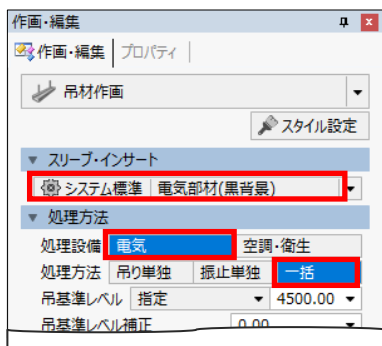 作画・編集
作画・編集 プロパティ
吊材作画
スタイル設定
スリーブ・インサート
システム標準 電気部材(黒背景)
処理方法
処理設備 電気 空調・衛生
処理方法 吊り単独 振止単独 一括
吊基準レベル 指定 4500.00
吊基準レベル補正 0.00